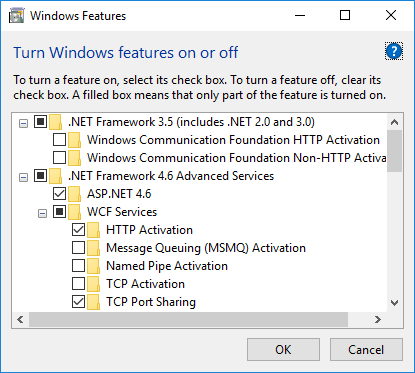 Windows Features
Turn Windows features on or off
?
To turn a feature on, select its check box. To turn a feature off, clear its
check box. A filled box means that only part of the feature is turned on.
.NET Framework 3.5 (includes .NET 2.0 and 3.0)
Windows Communication Foundation HTTP Activation
Windows Communication Foundation Non-HTTP Activa
.NET Framework 4.6 Advanced Services
ASP.NET 4.6
WCF Services
HTTP Activation
Message Queuing (MSMQ) Activation
Named Pipe Activation
TCP Activation
TCP Port Sharing
OK
Cancel